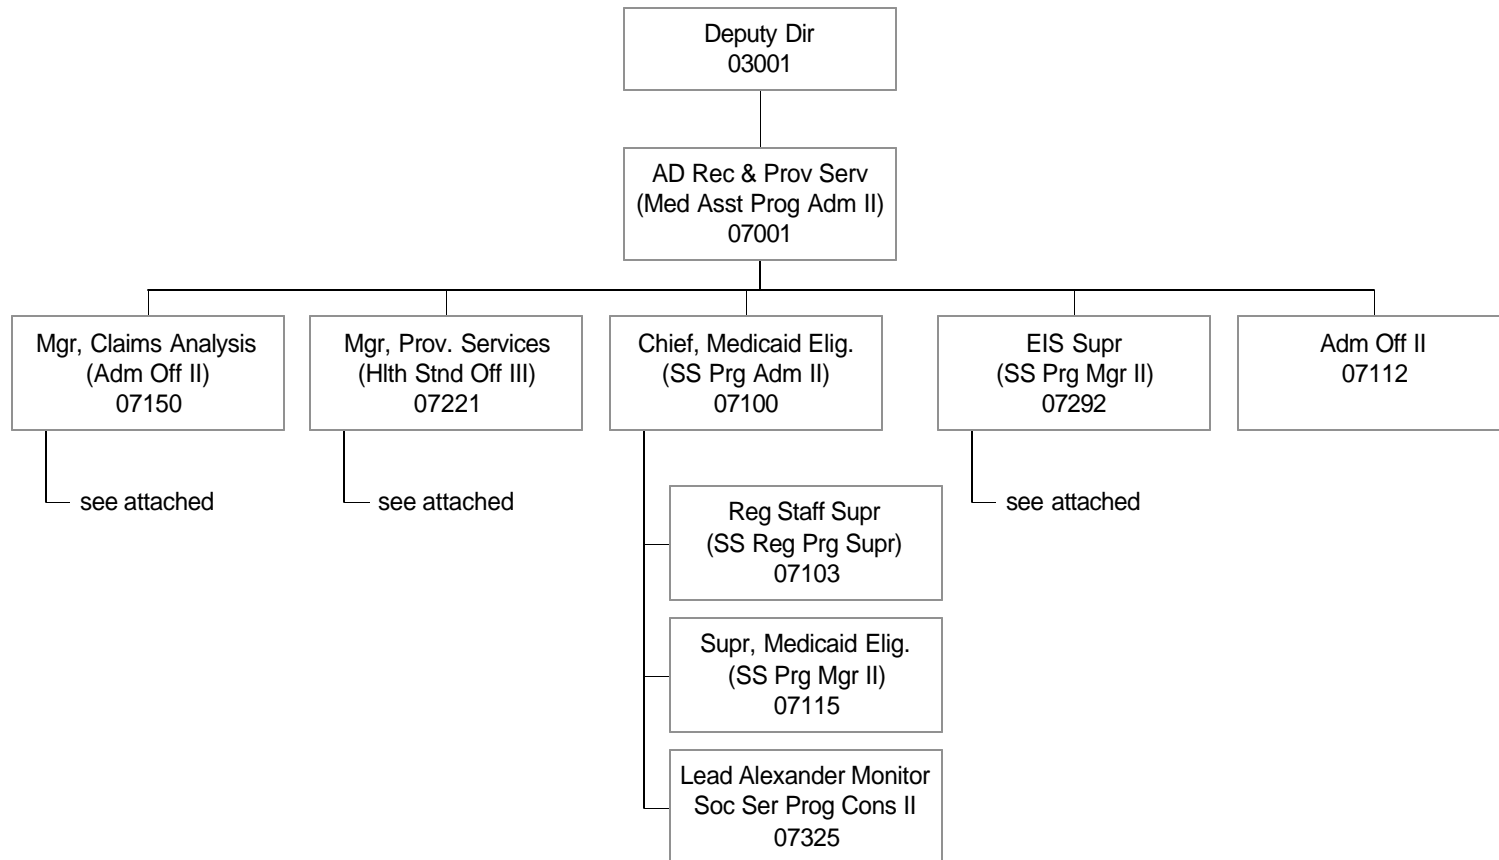 Deputy Dir
03001
AD Rec & Prov Serv
(Med Asst Prog Adm II)
07001
Mgr, Claims Analysis
(Adm Off II)
07150
see attached
Mgr, Prov. Services
(Hlth Stnd Off III)
07221
see attached
Chief, Medicaid Elig.
(SS Prg Adm II)
07100
Reg Staff Supr
(SS Reg Prg Supr)
07103
Supr, Medicaid Elig.
(SS Prg Mgr II)
07115
Lead Alexander Monitor
Soc Ser Prog Cons II
07325
EIS Supr
(SS Prg Mgr II)
07292
see attached
Adm Off II
07112